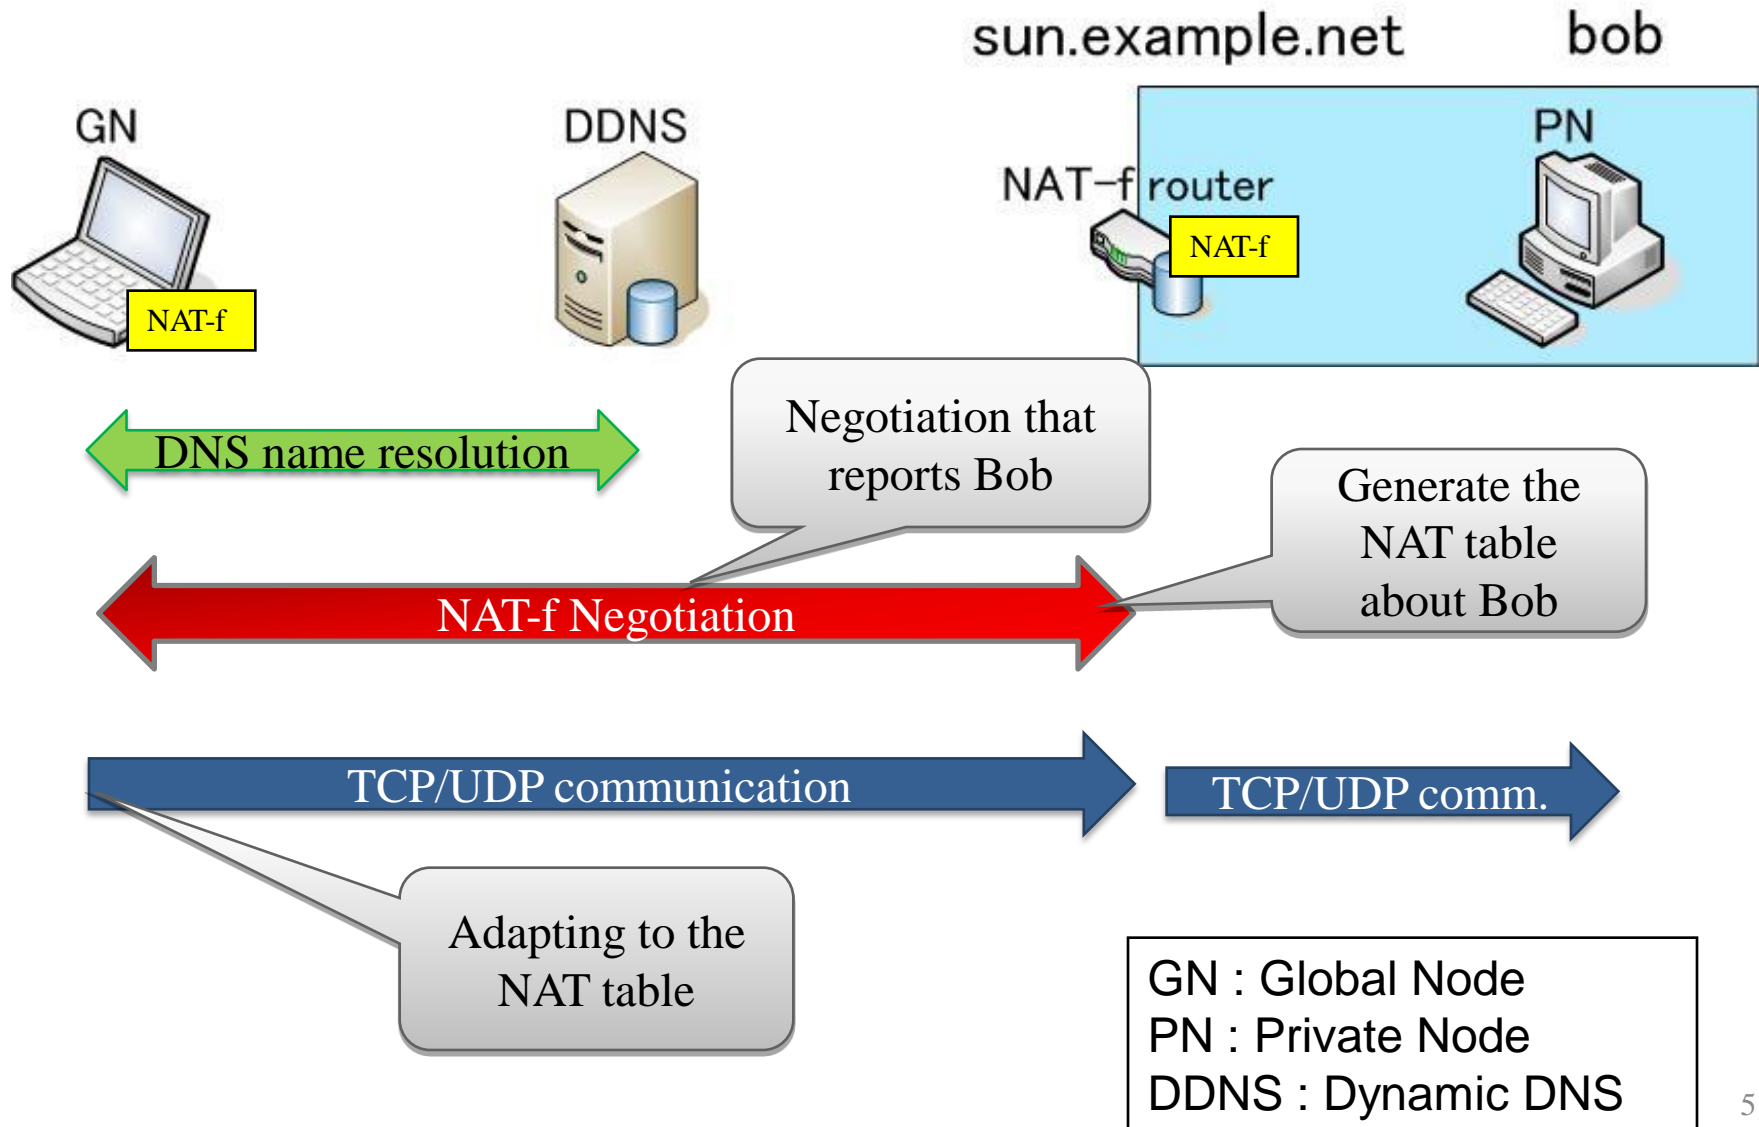 sun.example.net bob
GN
DDNS
PN
NAT-f router
NAT-f
NAT-f
DNS name resolution
Negotiation that
reports Bob
Generate the
NAT table
about Bob
NAT-f Negotiation
TCP/UDP communication
TCP/UDP comm.
Adapting to the
NAT table
GN : Global Node
PN : Private Node
DDNS : Dynamic DNS
5